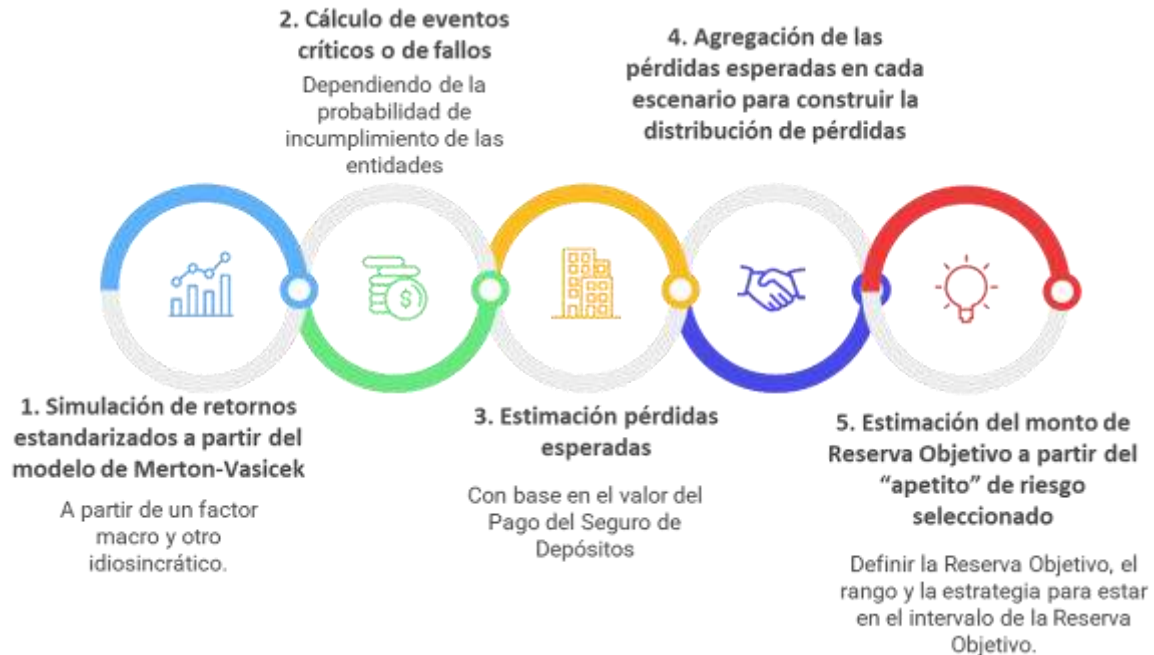 1. Simulación de retornos
estandarizados a partir del
modelo de Merton-Vasicek
A partir de un factor
macro y otro
idiosincrático.
2. Cálculo de eventos
críticos o de fallos
Dependiendo de la
probabilidad de
incumplimiento de las
entidades
$
3. Estimación pérdidas
esperadas
Con base en el valor del
Pago del Seguro de
Depósitos
4. Agregación de las
pérdidas esperadas en cada
escenario para construir la
distribución de pérdidas
5. Estimación del monto de
Reserva Objetivo a partir del
“apetito” de riesgo
seleccionado
Definir la Reserva Objetivo, el
rango y la estrategia para estar
en el intervalo de la Reserva
Objetivo.